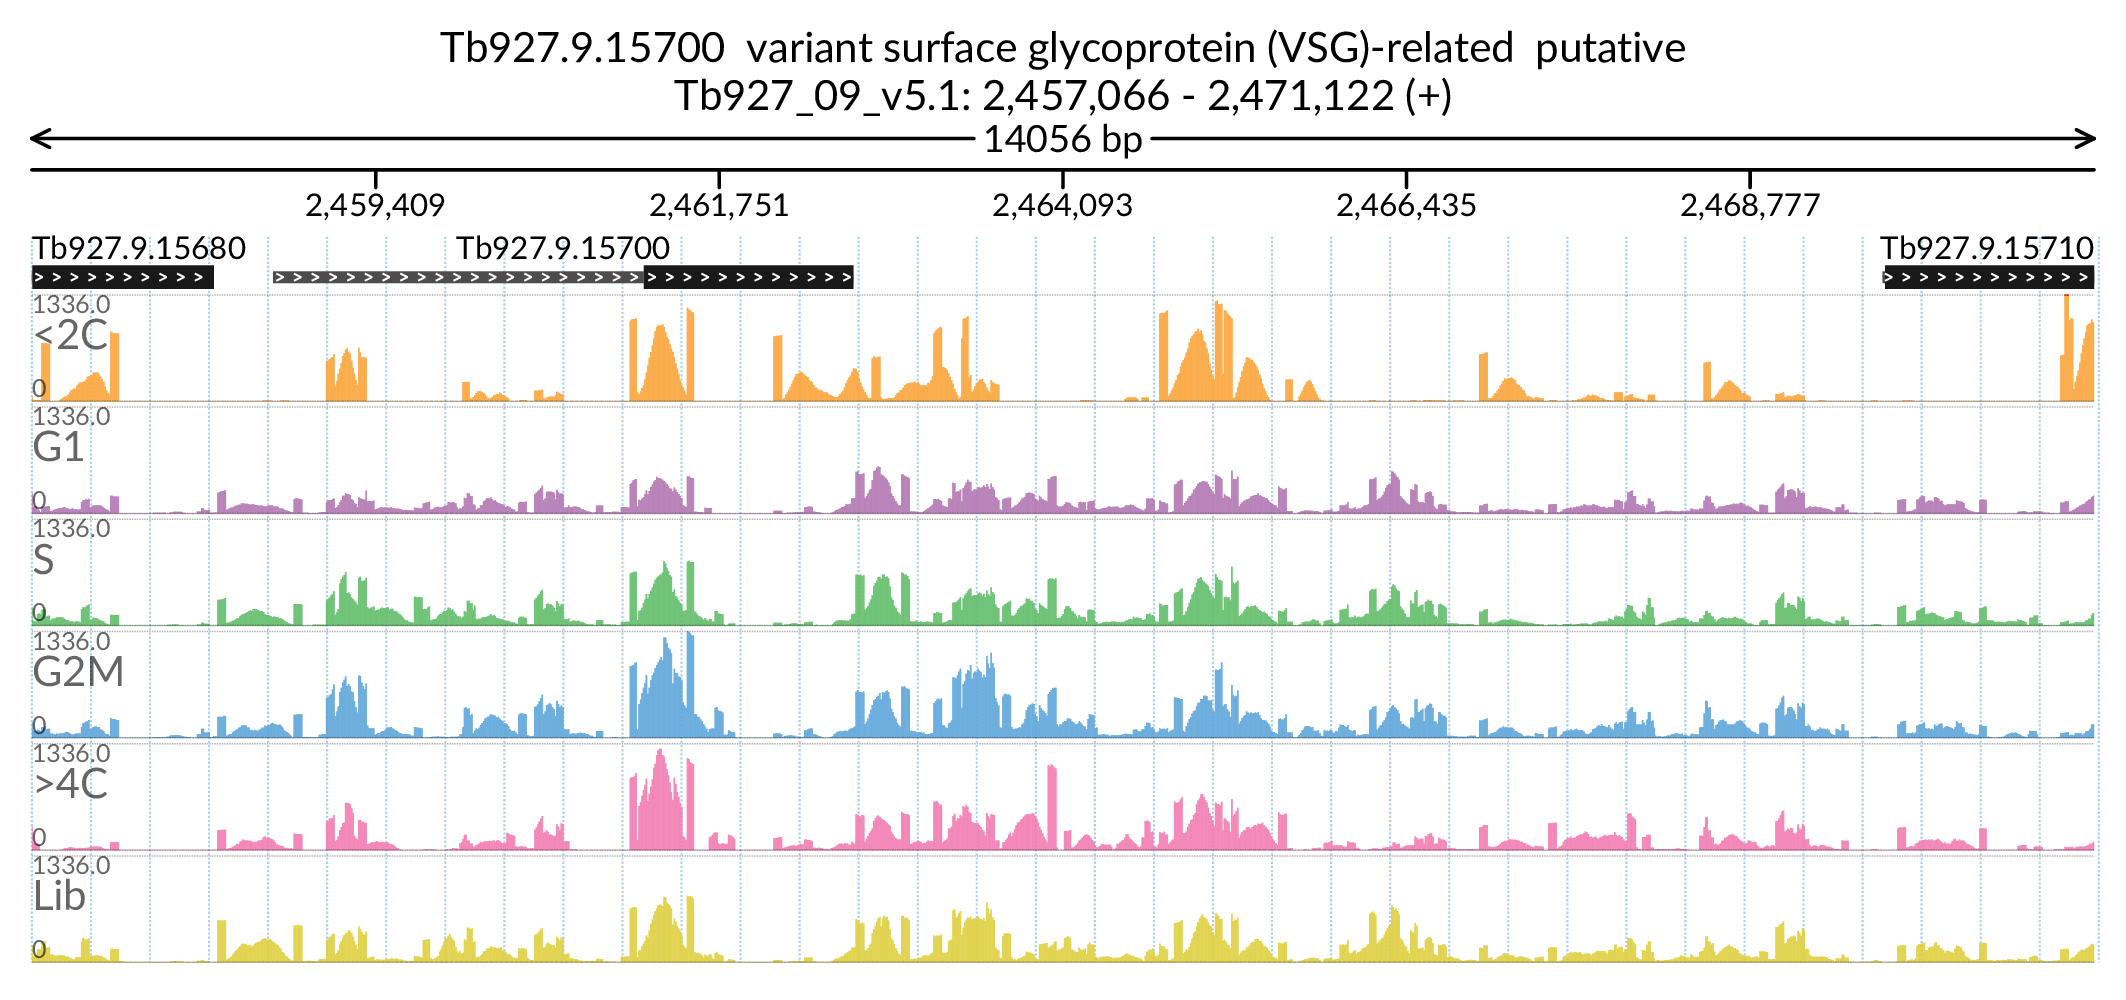 Tb927.9.15700 variant surface glycoprotein (VSG)-related putative
Tb927_09_v5.1: 2,457,066 - 2,471,122 (+)
14056 bp
2,459,409 2,461,751 2,464,093 2,466,435 2,468,777
Tb927.9.15680 Tb927.9.15700 Tb927.9.15710
1336.0
<2C
0
1336.0
G1
0
1336.0
S
0
1336.0
G2M
0
1336.0
>4C
0
1336.0
Lib
0